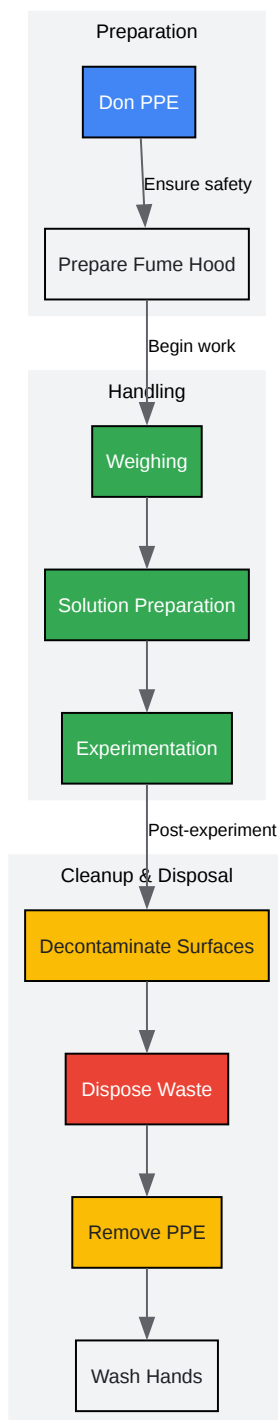 Preparation
Don PPE
Ensure safety
Prepare Fume Hood
Begin work
Handling
Weighing
Solution Preparation
Experimentation
Post-experiment
Cleanup & Disposal
Decontaminate Surfaces
Dispose Waste
Remove PPE
Wash Hands